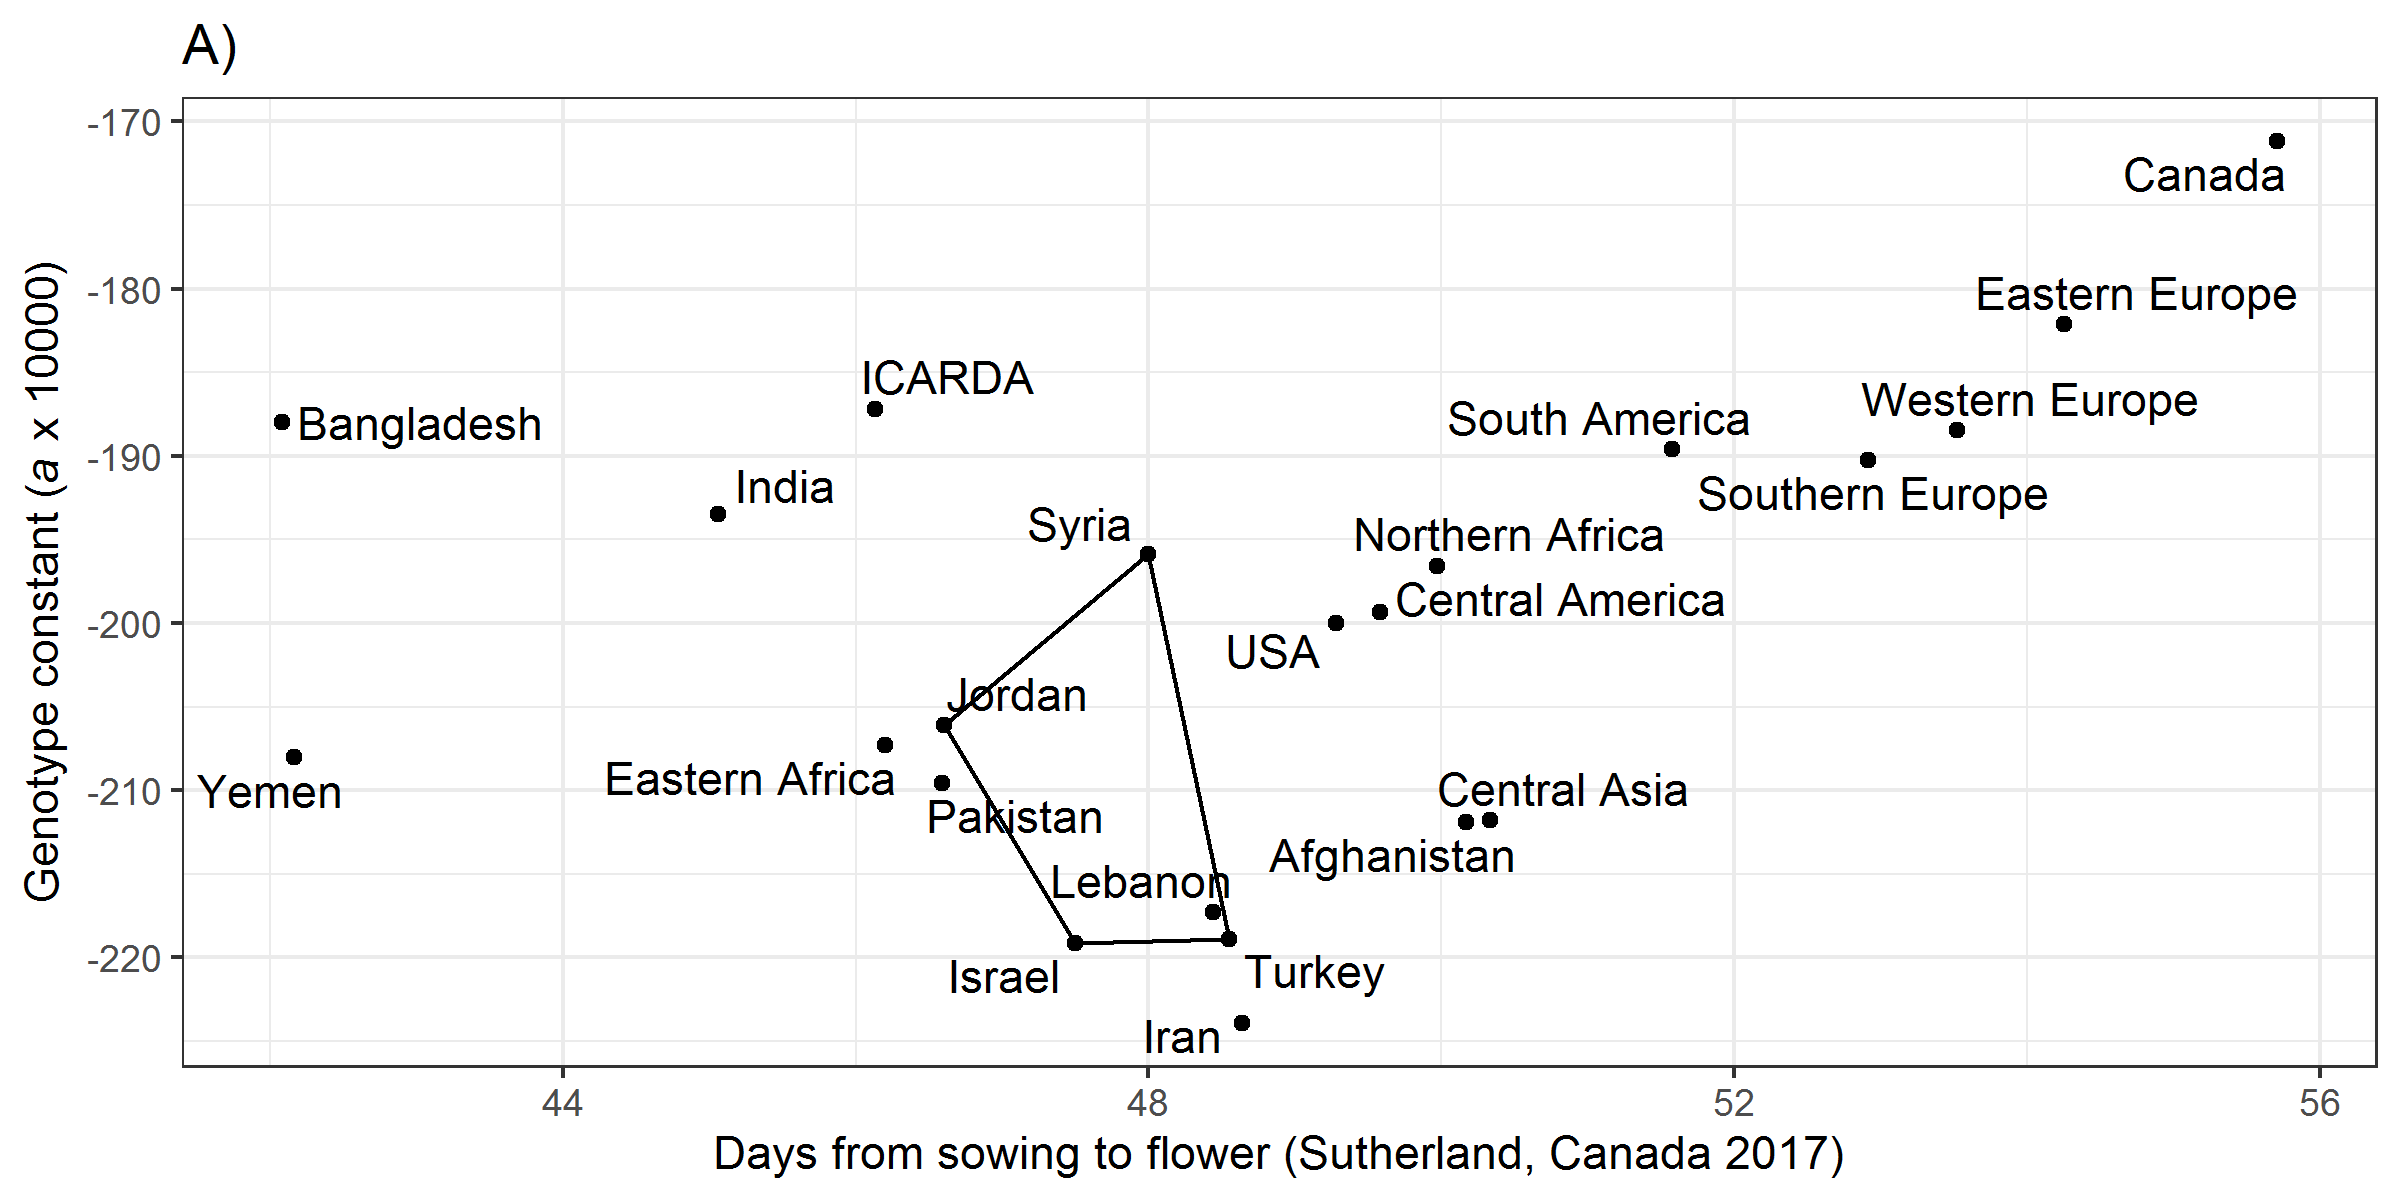 A)
Genotype constant (a x 10000)
-170
-180
-190
-200
-210
-220
Canada
Eastern Europe
ICARDA
Western Europe
Bangladesh
South America
India
Southern Europe
Syria
Northern Africa
Central America
USA
Jordan
Eastern Africa
Yemen
Central Asia
Pakistan
Afghanistan
Lebanon
Israel
Turkey
Iran
44
48
52
56
Days from sowing to flower (Sutherland, Canada 2017)